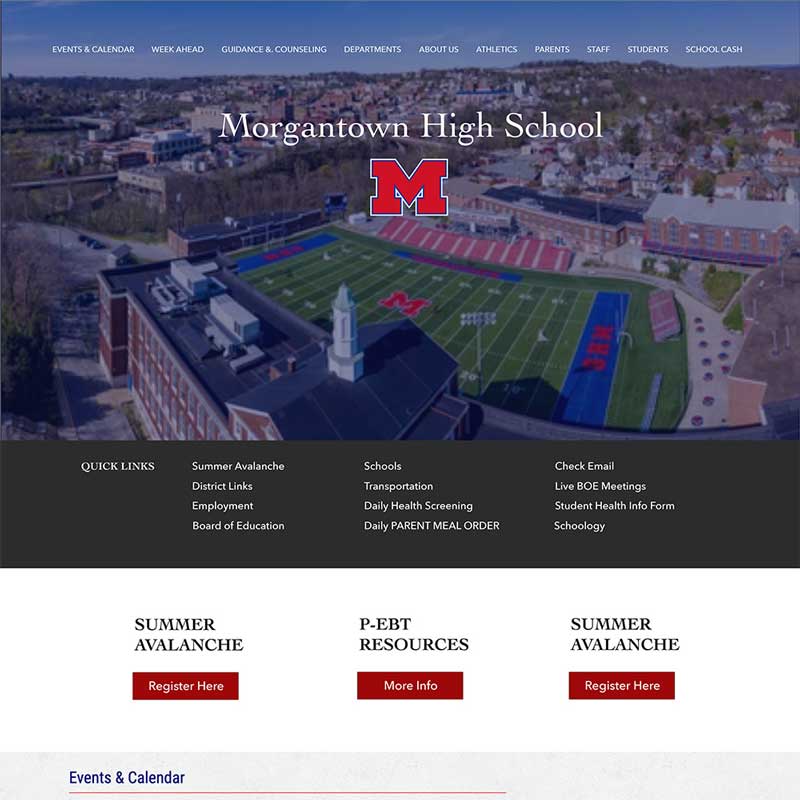 EVENTS & CALENDAR WEEK AHEAD GUIDANCE &. COUNSELING DEPARTMENTS ABOUT US ATHLETICS PARENTS STAFF STUDENTS SCHOOL CASH
Morgantown High School
M
M
MHS
QUICK LINKS
Summer Avalanche
District Links
Employment
Board of Education
Schools
Transportation
Daily Health Screening
Daily PARENT MEAL ORDER
Check Email
Live BOE Meetings
Student Health Info Form
Schoology
SUMMER
AVALANCHE
Register Here
P-EBT
RESOURCES
More Info
SUMMER
AVALANCHE
Register Here
Events & Calendar